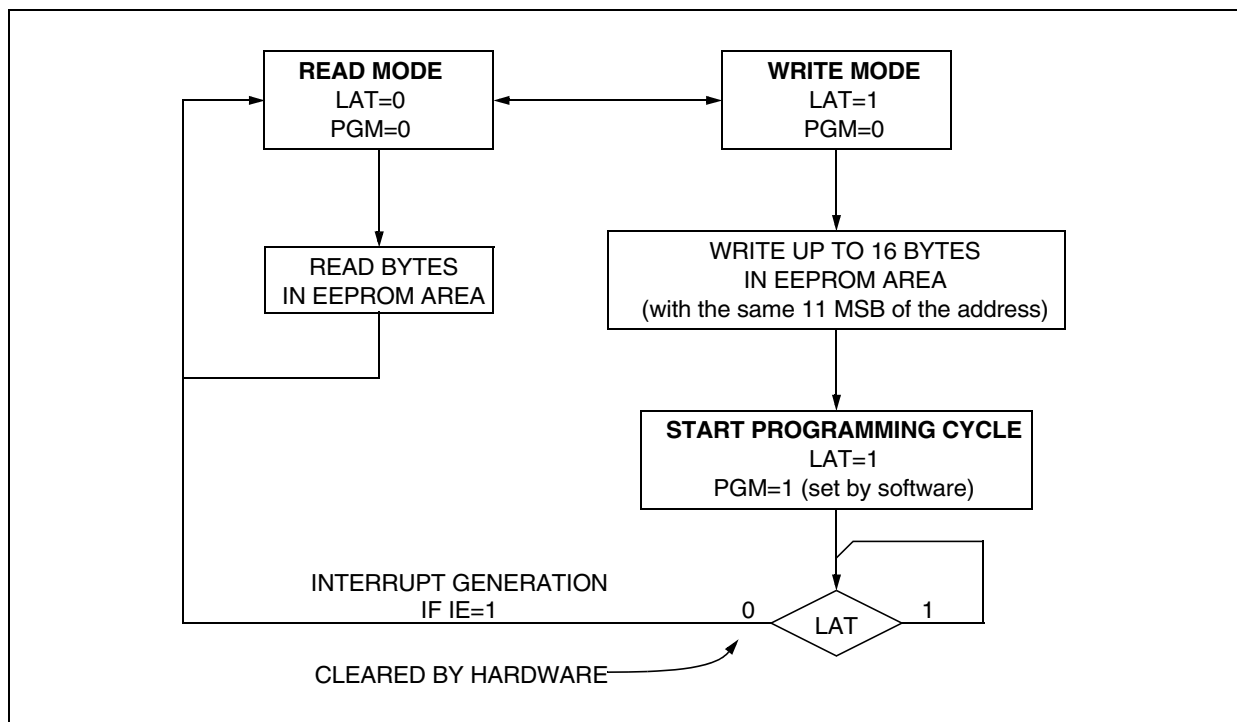 READ MODE
LAT=0
PGM=0
WRITE MODE
LAT=1
PGM=0
READ BYTES
IN EEPROM AREA
WRITE UP TO 16 BYTES
IN EEPROM AREA
(with the same 11 MSB of the address)
START PROGRAMMING CYCLE
LAT=1
PGM=1 (set by software)
INTERRUPT GENERATION
IF IE=1
0
1
LAT
CLEARED BY HARDWARE